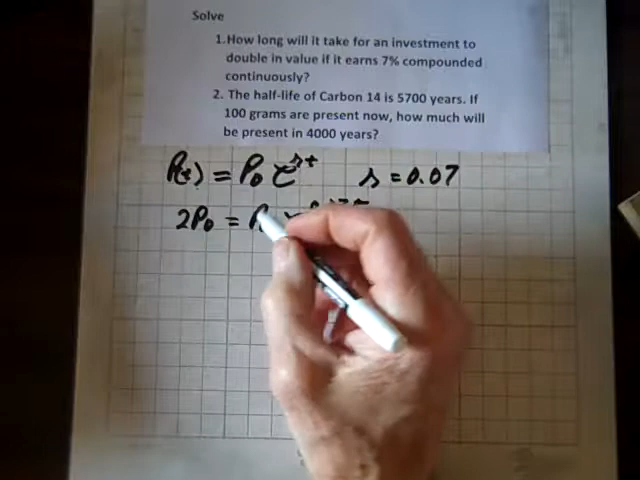 Solve
1.How long will it take for an investment to
double in value if it earns 7% compounded
continuously?
2. The half-life of Carbon 14 is 5700 years. If
100 grams are present now, how much will
be present in 4000 years?
P(t) = P₀ e^st s = 0.07
2P₀ =